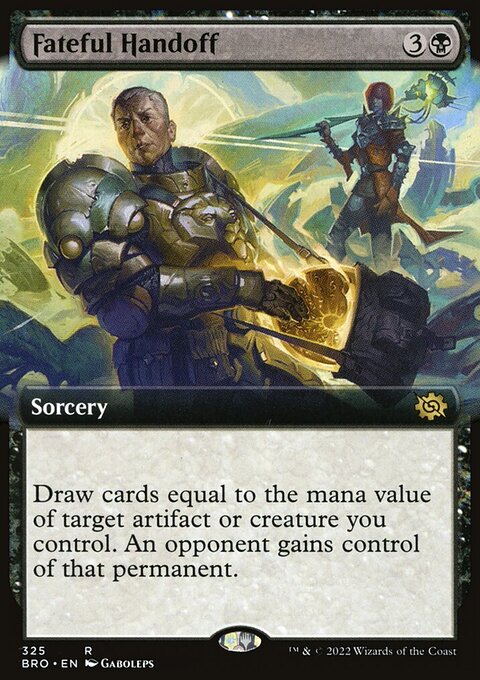 Fateful Handoff 3
Sorcery
Draw cards equal to the mana value
of target artifact or creature you
control. An opponent gains control
of that permanent.
325 R
BRO • EN Gaboleps
™ & © 2022 Wizards of the Coast